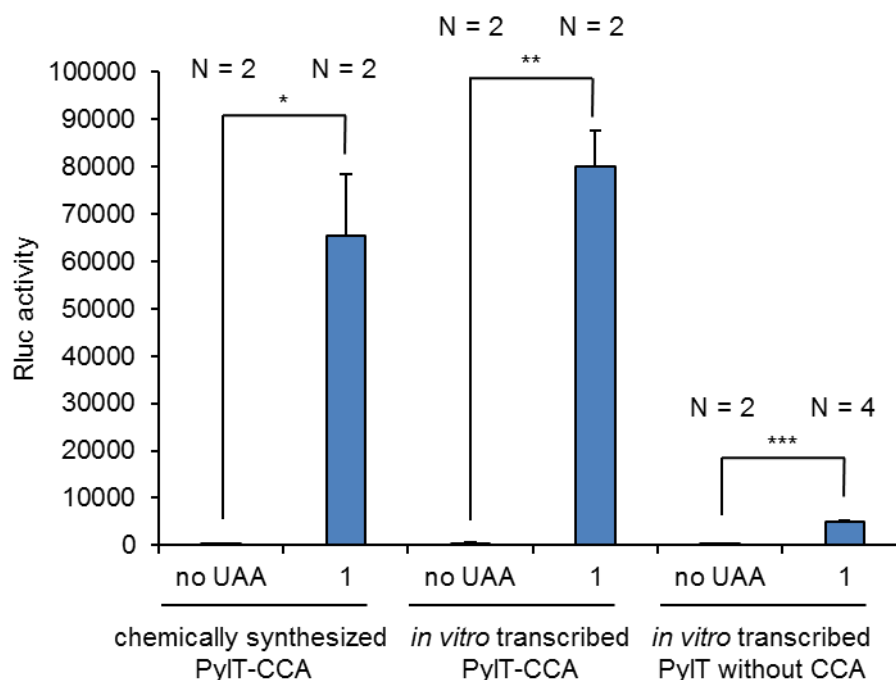 N = 2 N = 2
N = 2 N = 2
100000
90000
80000
70000
60000
50000
40000
30000
20000
10000
0
Rluc activity
*
**
N = 2 N = 4
***
no UAA 1 no UAA 1 no UAA 1
chemically synthesized
PylT-CCA
in vitro transcribed
PylT-CCA
in vitro transcribed
PylT without CCA